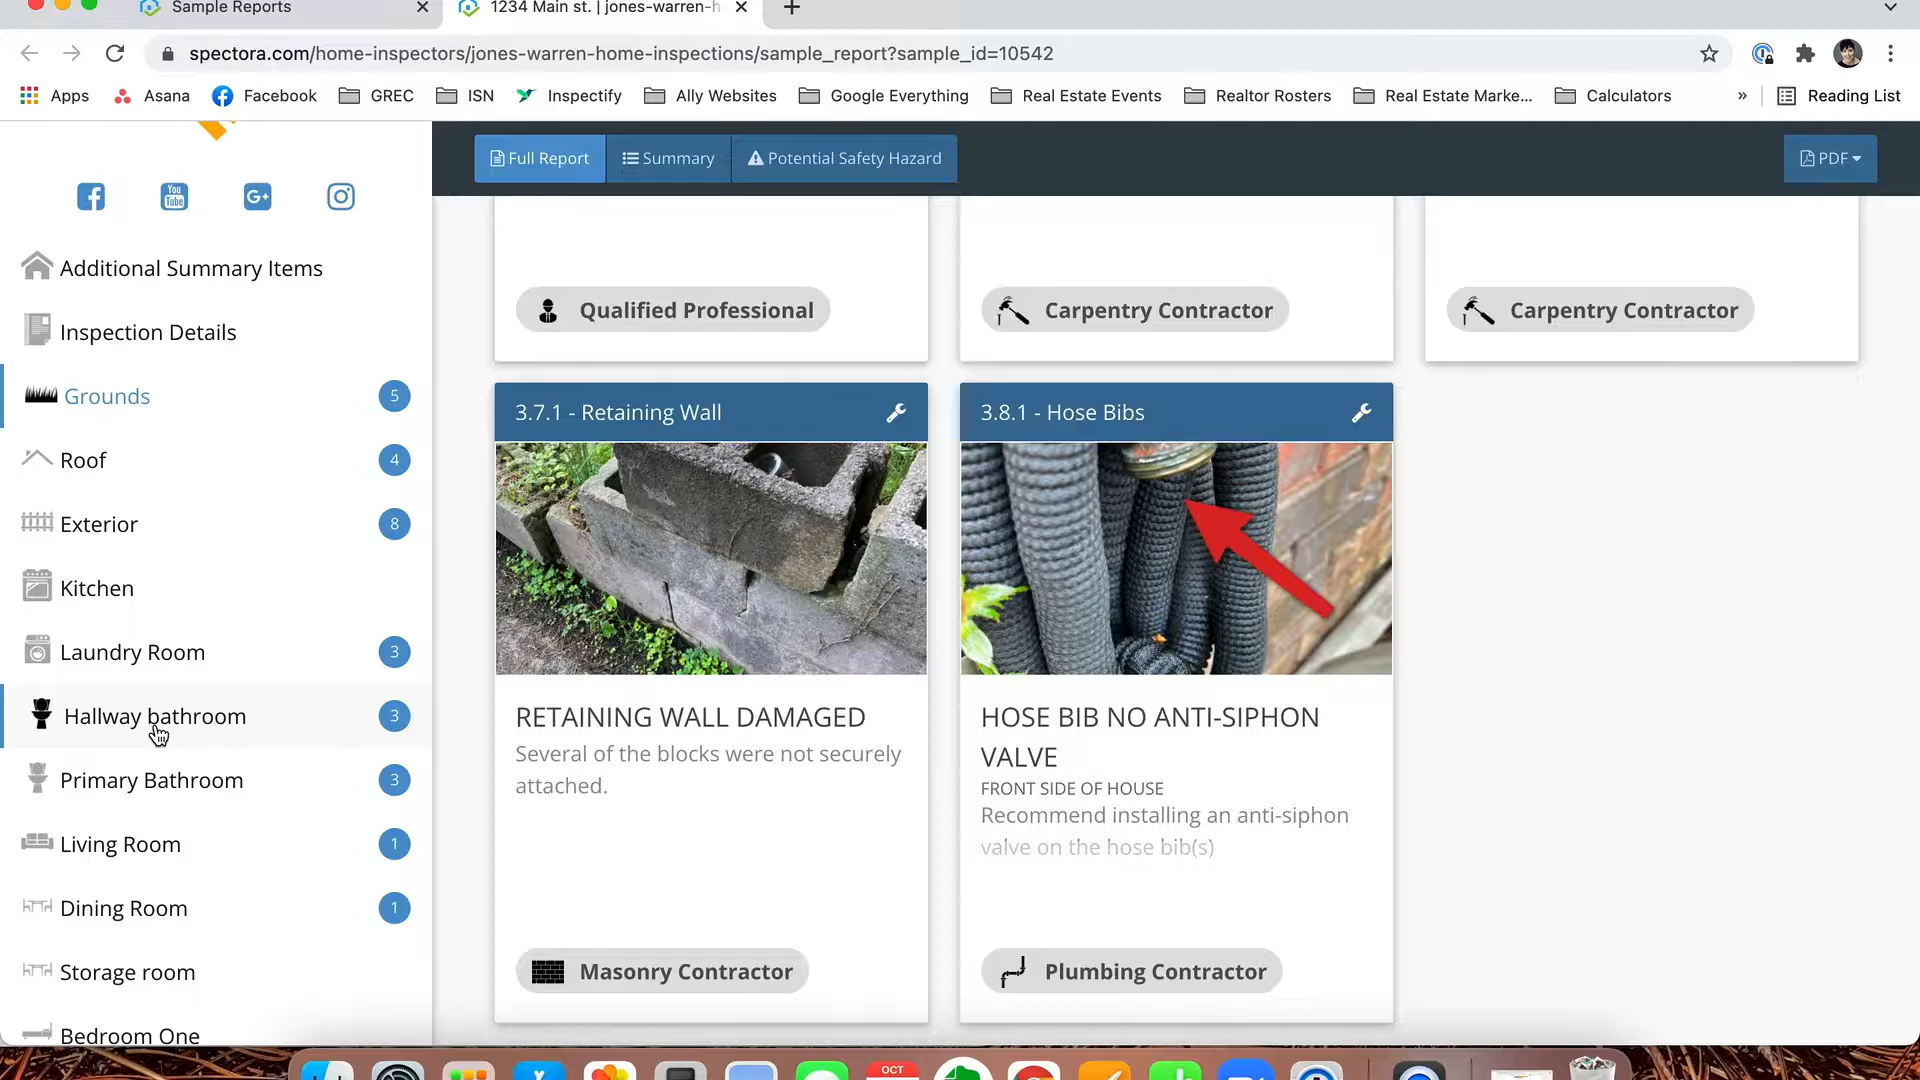 Sample Reports
1234 Main st. | jones-warren-h
spectora.com/home-inspectors/jones-warren-home-inspections/sample_report?sample_id=10542
Apps
Asana
Facebook
GREC
ISN
Inspectify
Ally Websites
Google Everything
Real Estate Events
Realtor Rosters
Real Estate Marke...
Calculators
»
Reading List
Full Report
Summary
Potential Safety Hazard
PDF
You
Tube
G+
Additional Summary Items
Inspection Details
Grounds 5
Roof 4
Exterior 8
Kitchen
Laundry Room 3
Hallway bathroom 3
Primary Bathroom 3
Living Room 1
Dining Room 1
Storage room
Bedroom One
Qualified Professional
Carpentry Contractor
Carpentry Contractor
3.7.1 - Retaining Wall
RETAINING WALL DAMAGED
Several of the blocks were not securely
attached.
Masonry Contractor
3.8.1 - Hose Bibs
HOSE BIB NO ANTI-SIPHON
VALVE
FRONT SIDE OF HOUSE
Recommend installing an anti-siphon
valve on the hose bib(s)
Plumbing Contractor
OCT